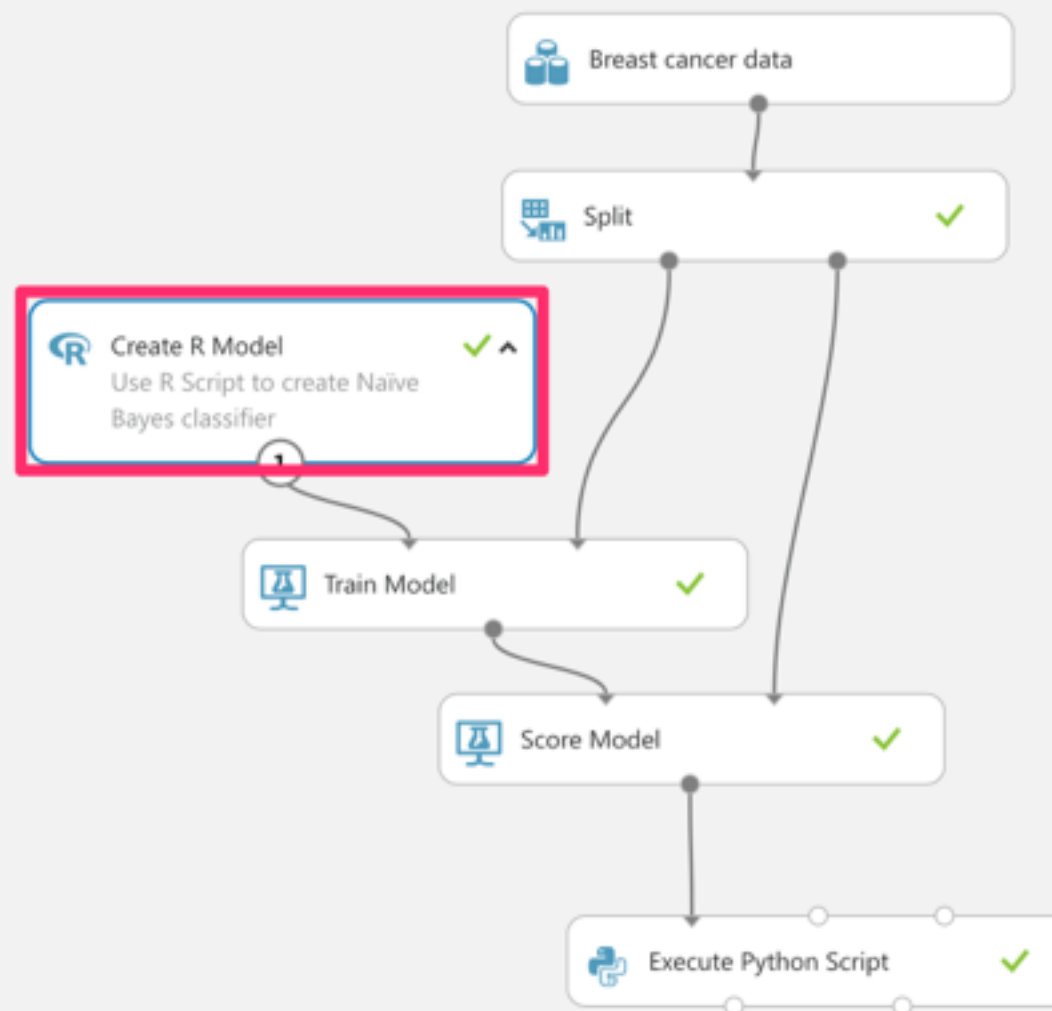 Breast cancer data
Split
Create R Model
Use R Script to create Naïve
Bayes classifier
1
Train Model
Score Model
Execute Python Script